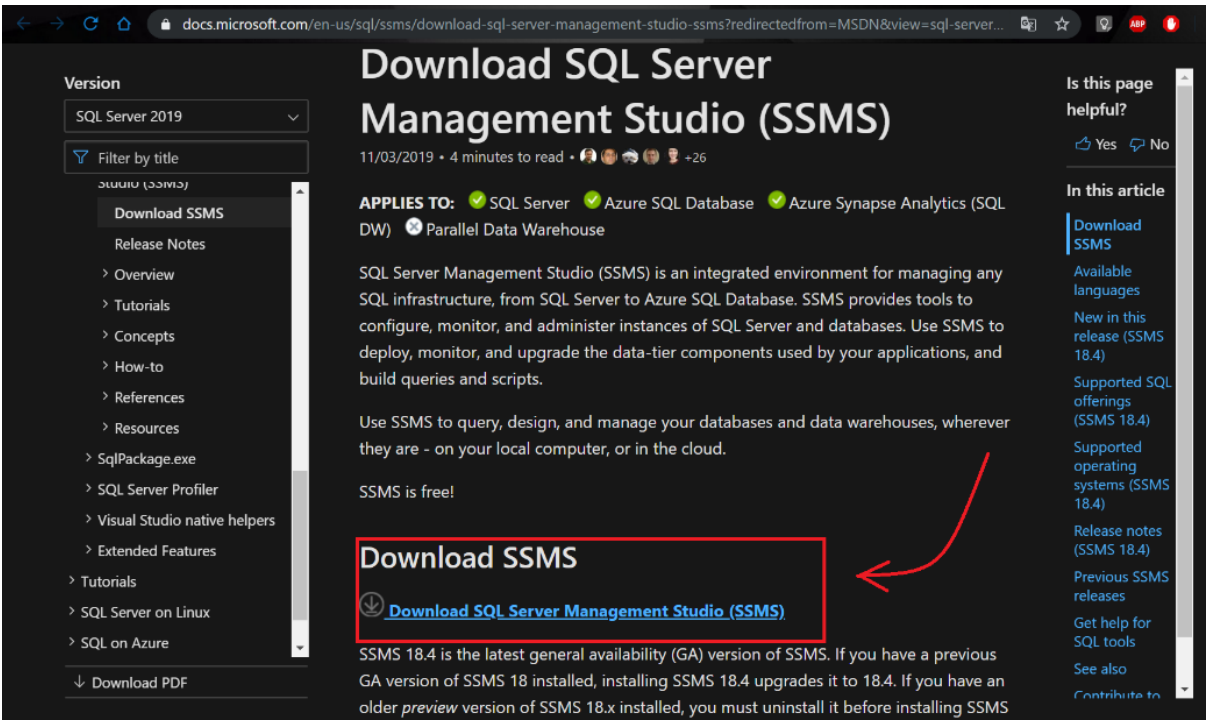 docs.microsoft.com/en-us/sql/ssms/download-sql-server-management-studio-ssms?redirectedfrom=MSDN&view=sql-server...
ABP
Version
SQL Server 2019
Filter by title
Studio (SSMS)
Download SSMS
Release Notes
Overview
Tutorials
Concepts
How-to
References
Resources
SqlPackage.exe
SQL Server Profiler
Visual Studio native helpers
Extended Features
Tutorials
SQL Server on Linux
SQL on Azure
Download PDF
Download SQL Server
Management Studio (SSMS)
11/03/2019 • 4 minutes to read • +26
APPLIES TO: SQL Server Azure SQL Database Azure Synapse Analytics (SQL
DW) Parallel Data Warehouse
SQL Server Management Studio (SSMS) is an integrated environment for managing any
SQL infrastructure, from SQL Server to Azure SQL Database. SSMS provides tools to
configure, monitor, and administer instances of SQL Server and databases. Use SSMS to
deploy, monitor, and upgrade the data-tier components used by your applications, and
build queries and scripts.
Use SSMS to query, design, and manage your databases and data warehouses, wherever
they are - on your local computer, or in the cloud.
SSMS is free!
Download SSMS
Download SQL Server Management Studio (SSMS)
SSMS 18.4 is the latest general availability (GA) version of SSMS. If you have a previous
GA version of SSMS 18 installed, installing SSMS 18.4 upgrades it to 18.4. If you have an
older preview version of SSMS 18.x installed, you must uninstall it before installing SSMS
Is this page
helpful?
Yes No
In this article
Download
SSMS
Available
languages
New in this
release (SSMS
18.4)
Supported SQL
offerings
(SSMS 18.4)
Supported
operating
systems (SSMS
18.4)
Release notes
(SSMS 18.4)
Previous SSMS
releases
Get help for
SQL tools
See also
Contribute to